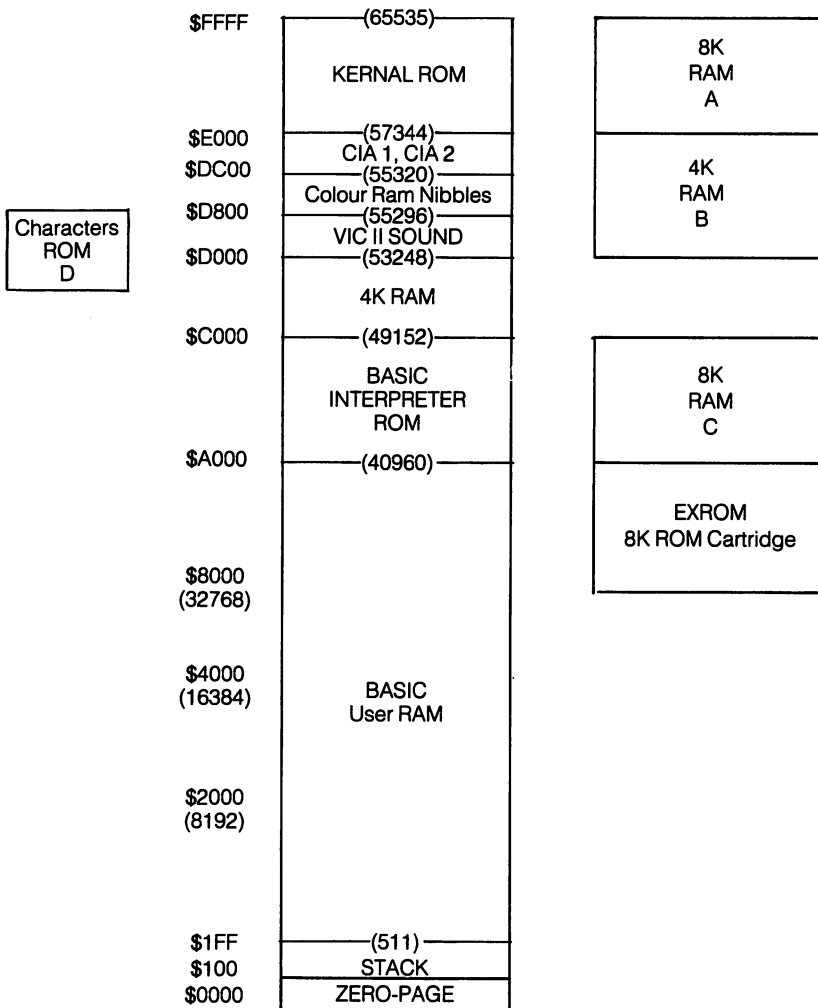 $FFFF
(65535)
KERNAL ROM
8K
RAM
A
$E000
(57344)
CIA 1, CIA 2
$DC00
(55320)
Colour Ram Nibbles
$D800
(55296)
VIC II SOUND
$D000
(53248)
4K
RAM
B
Characters
ROM
D
4K RAM
$C000
(49152)
BASIC
INTERPRETER
ROM
8K
RAM
C
$A000
(40960)
EXROM
8K ROM Cartridge
$8000
(32768)
$4000
(16384)
BASIC
User RAM
$2000
(8192)
$1FF
(511)
$100
STACK
$0000
ZERO-PAGE